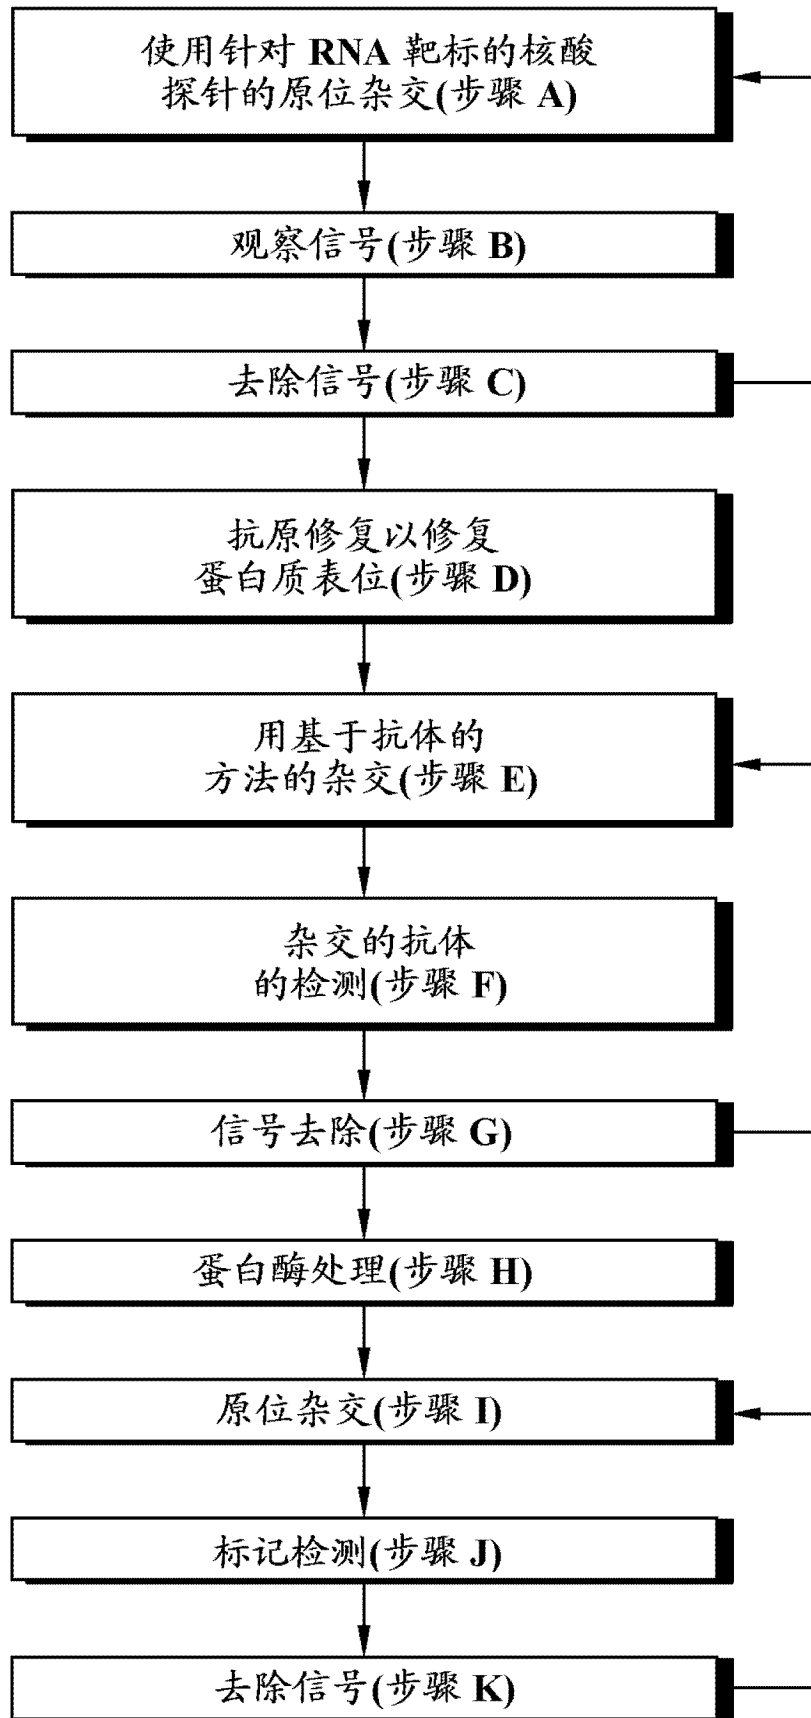 使用针对 RNA 靶标的核酸
探针的原位杂交(步骤 A)
观察信号(步骤 B)
去除信号(步骤 C)
抗原修复以修复
蛋白质表位(步骤 D)
用基于抗体的
方法的杂交(步骤 E)
杂交的抗体
的检测(步骤 F)
信号去除(步骤 G)
蛋白酶处理(步骤 H)
原位杂交(步骤 I)
标记检测(步骤 J)
去除信号(步骤 K)